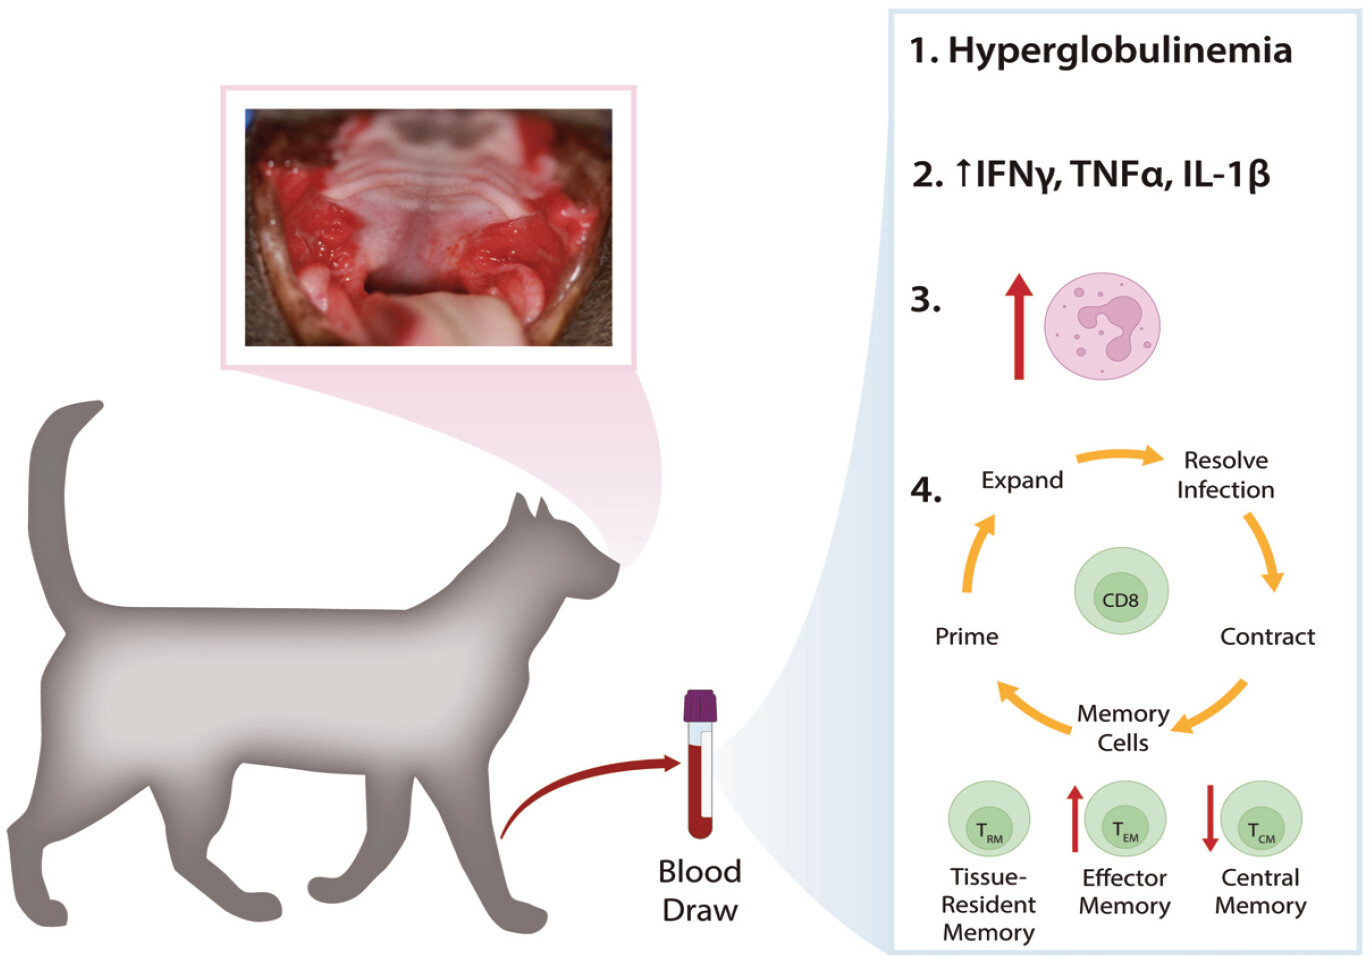 1. Hyperglobulinemia
2. ↑IFNγ, TNFα, IL-1β
3.
4.
Expand
Resolve
Infection
CD8
Prime
Contract
Memory
Cells
TRM
TEM
TCM
Tissue-
Resident
Memory
Effector
Memory
Central
Memory
Blood
Draw